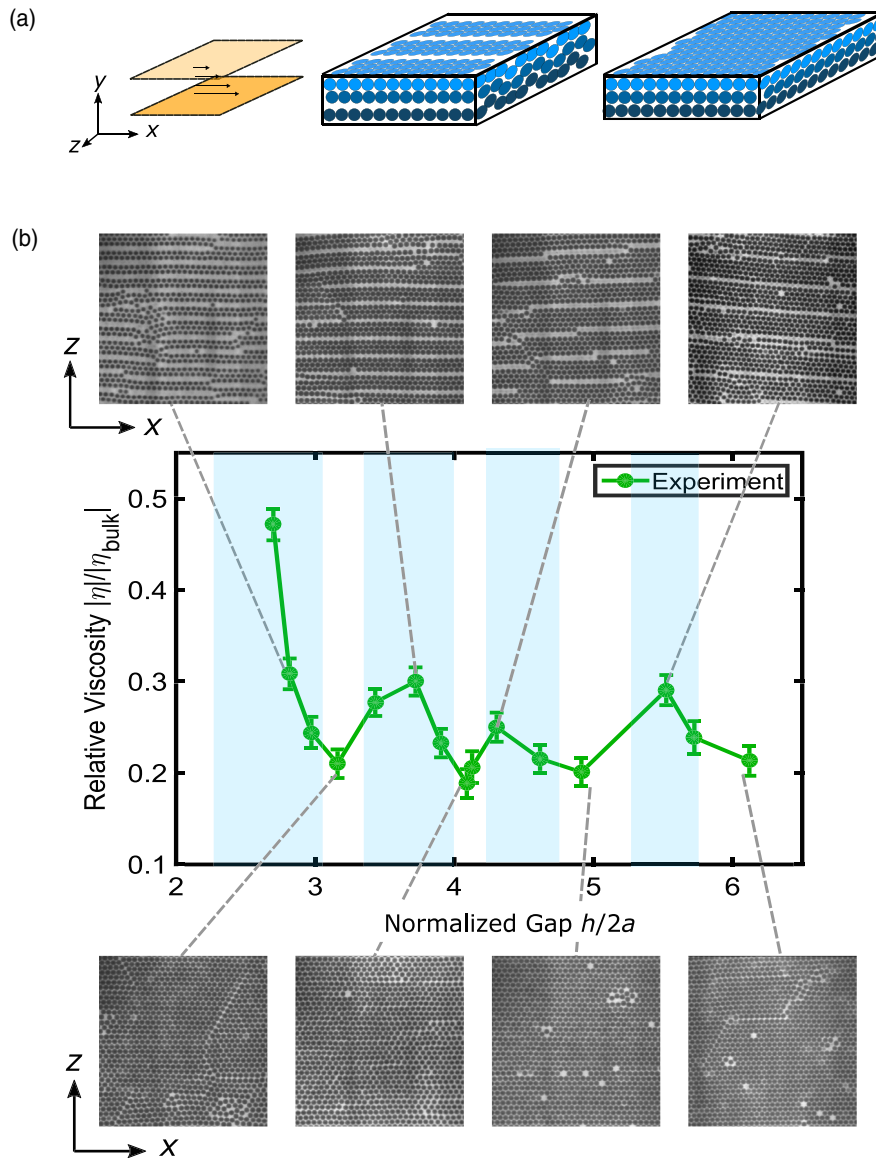 (a)
y
x
z
(b)
z
x
Experiment
Relative Viscosity |η|/|η_bulk|
0.5
0.4
0.3
0.2
0.1
2 3 4 5 6
Normalized Gap h/2a
z
x